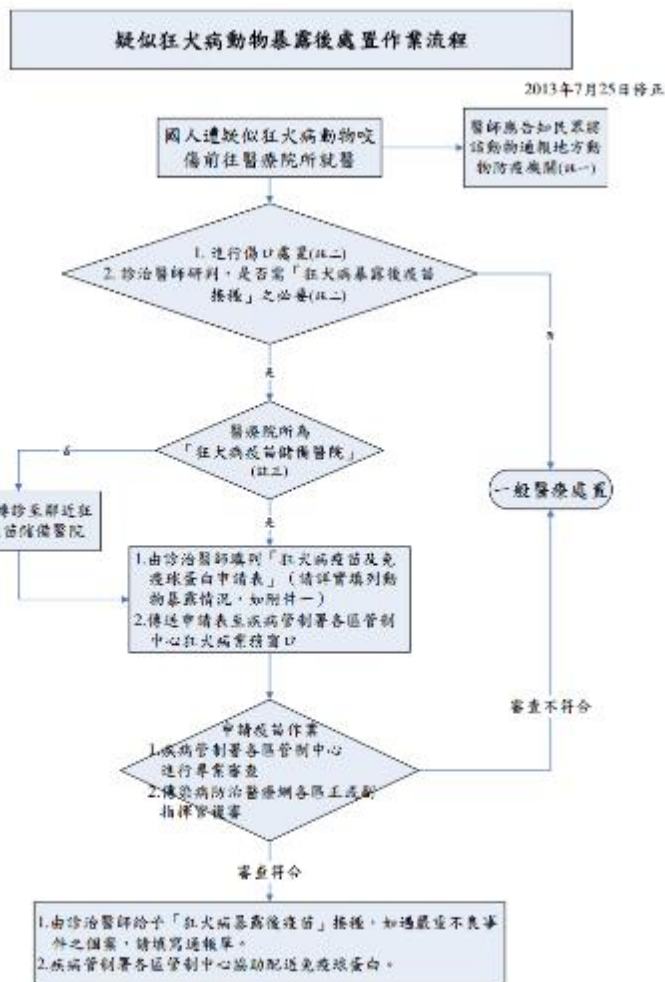 疑似狂犬病動物暴露後處置作業流程
2013年7月25日修正
國人遭疑似狂犬病動物咬
傷前往醫療院所就醫
醫師應告知民眾將
該動物通報地方動
物防疫機關(註一)
1. 進行傷口處置(註二)
2. 診治醫師研判,是否需「狂犬病暴露後疫苗
接種」之必要(註二)
否
是
醫療院所為
「狂犬病疫苗儲備醫院」
(註三)
否
是
一般醫療處置
轉診至鄰近狂
苗儲備醫院
1.由診治醫師填列「狂犬病疫苗及免
疫球蛋白申請表」(請詳實填列動
物暴露情況,如附件一)
2.傳送申請表至疾病管制署各區管制
中心狂犬病業務窗口
審查不符合
申請疫苗作業
1.疾病管制署各區管制中心
進行專業審查
2.傳染病防治醫療網各區正或副
指揮官複審
審查符合
1.由診治醫師給予「狂犬病暴露後疫苗」接種,如遇嚴重不良事
件之個案,請填寫通報單。
2.疾病管制署各區管制中心協助配送免疫球蛋白。